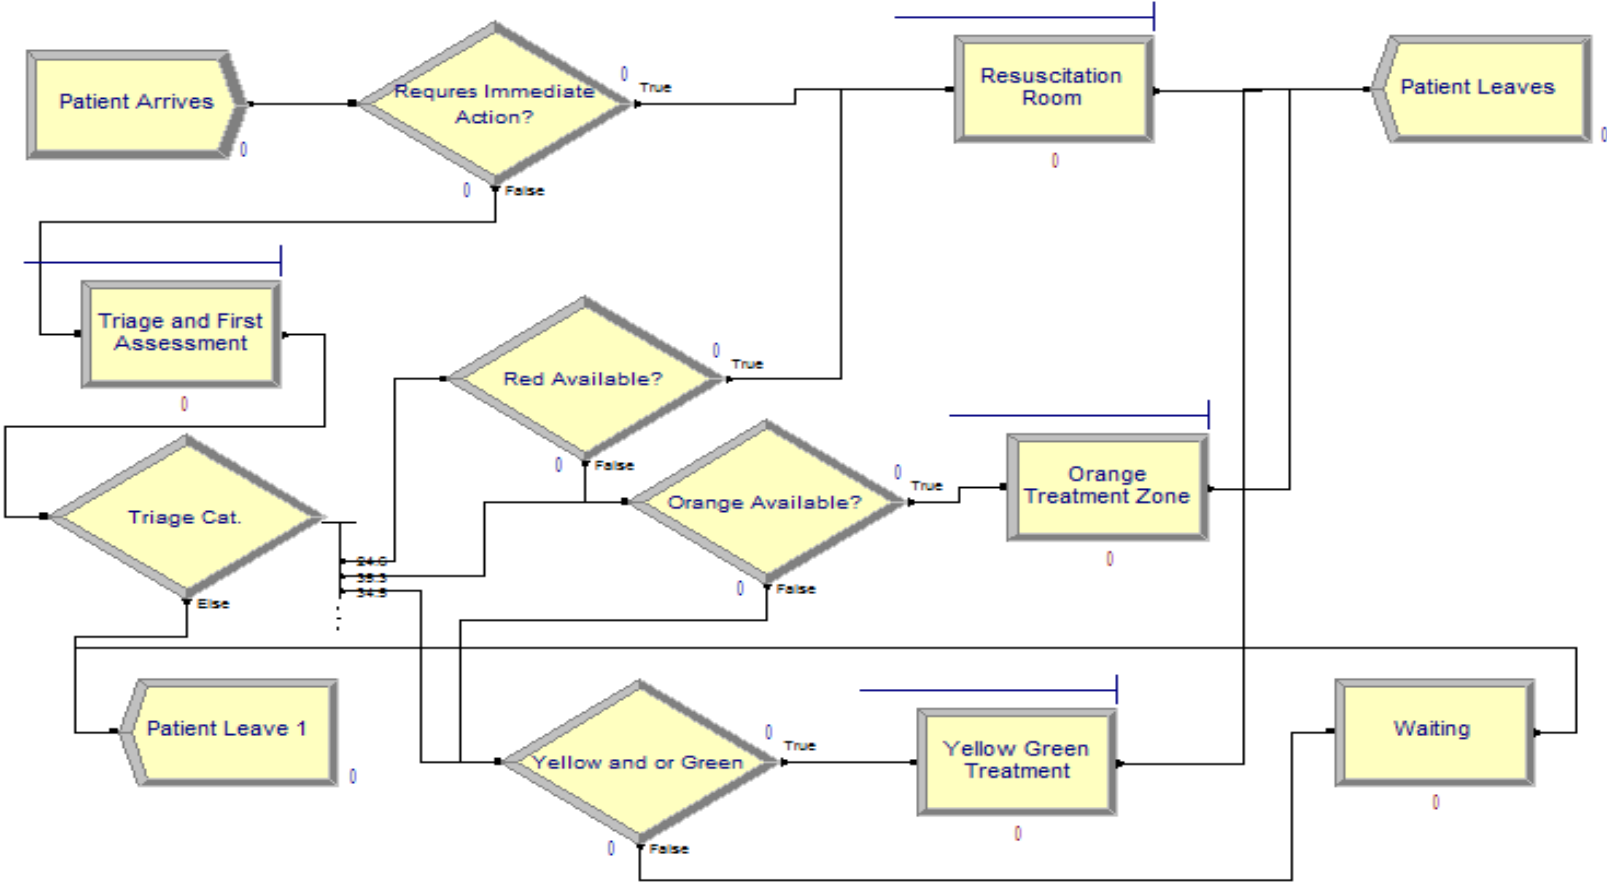 Patient Arrives
0
Requres Immediate
Action?
0
True
0
False
Resuscitation
Room
0
Patient Leaves
0
Triage and First
Assessment
0
Red Available?
0
True
0
False
Orange Available?
0
True
0
False
Orange
Treatment Zone
0
Triage Cat.
Else
Patient Leave 1
0
Yellow and or Green
0
True
0
False
Yellow Green
Treatment
0
Waiting
0